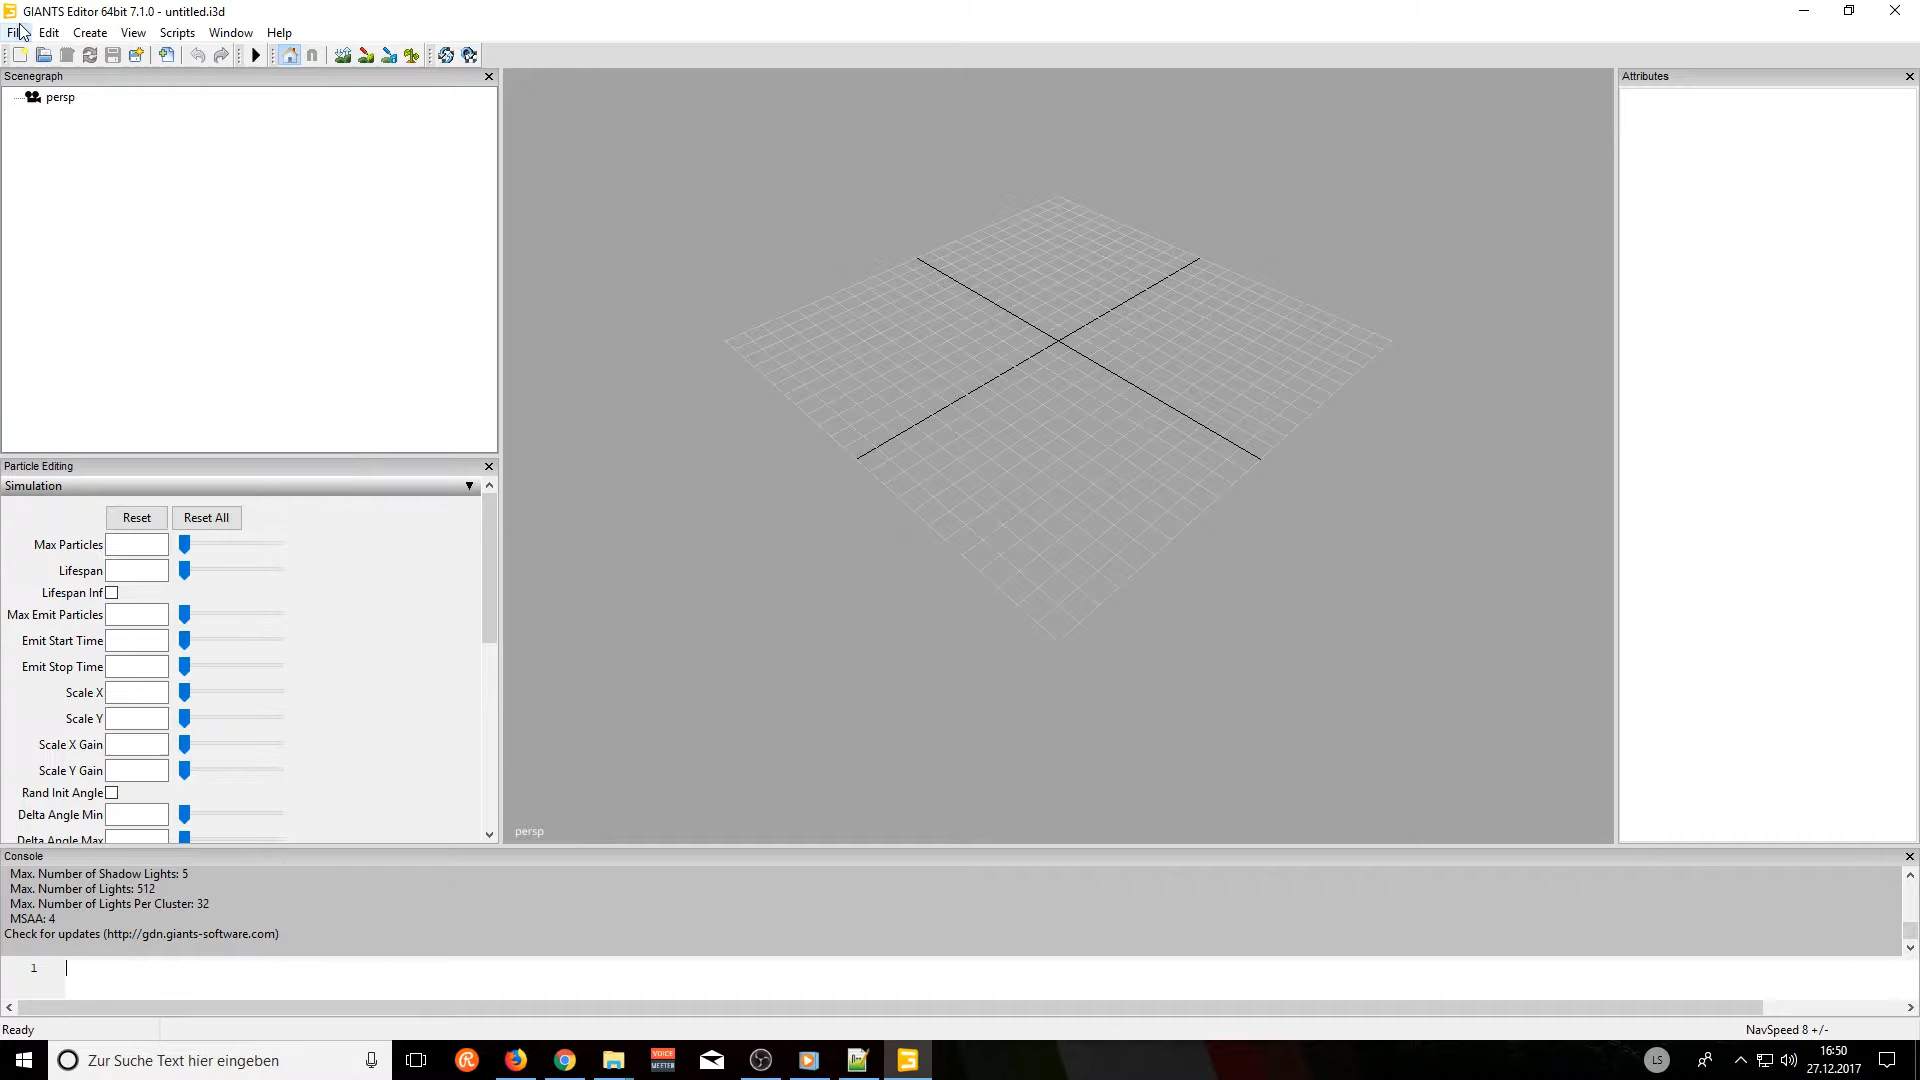 GIANTS Editor 64bit 7.1.0 - untitled.i3d
Edit Create View Scripts Window Help
Scenegraph
Attributes
persp
Particle Editing
Simulation
Reset Reset All
Max Particles
Lifespan
Lifespan Inf
Max Emit Particles
Emit Start Time
Emit Stop Time
Scale X
Scale Y
Scale X Gain
Scale Y Gain
Rand Init Angle
Delta Angle Min
Delta Angle Max
persp
Console
Max. Number of Shadow Lights: 5
Max. Number of Lights: 512
Max. Number of Lights Per Cluster: 32
MSAA: 4
Check for updates (http://gdn.giants-software.com)
1
Ready
NavSpeed 8 +/-
Zur Suche Text hier eingeben
VOICE
MEETER
LS
16:50
27.12.2017